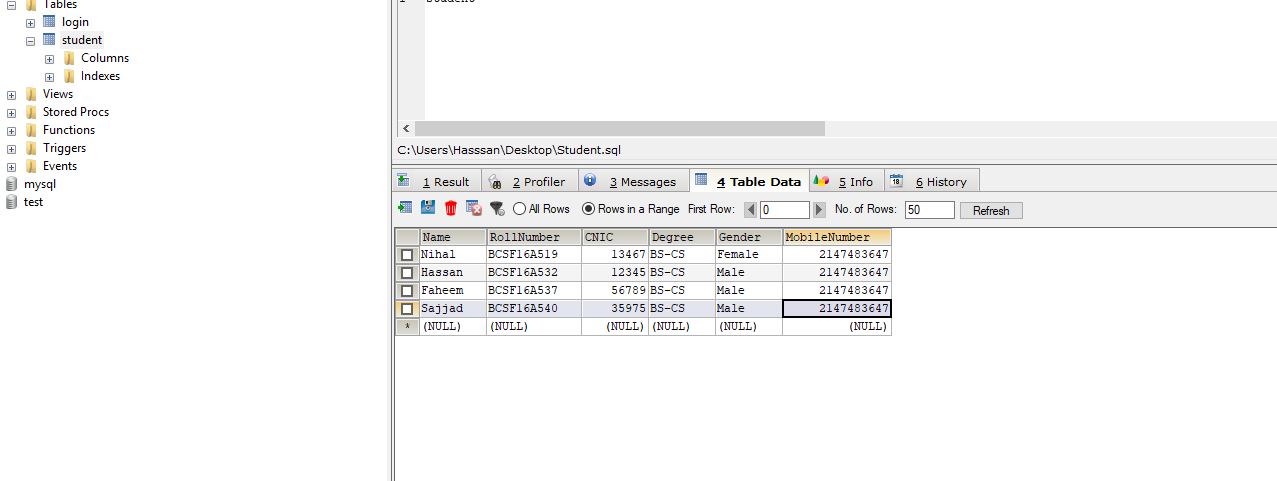 Tables
login
student
Columns
Indexes
Views
Stored Procs
Functions
Triggers
Events
mysql
test
C:\Users\Hasssan\Desktop\Student.sql
1 Result 2 Profiler 3 Messages 4 Table Data 5 Info 6 History
All Rows Rows in a Range First Row: 0 No. of Rows: 50 Refresh
Name RollNumber CNIC Degree Gender MobileNumber
Nihal BCSF16A519 13467 BS-CS Female 2147483647
Hassan BCSF16A532 12345 BS-CS Male 2147483647
Faheem BCSF16A537 56789 BS-CS Male 2147483647
Sajjad BCSF16A540 35975 BS-CS Male 2147483647
* (NULL) (NULL) (NULL) (NULL) (NULL) (NULL)